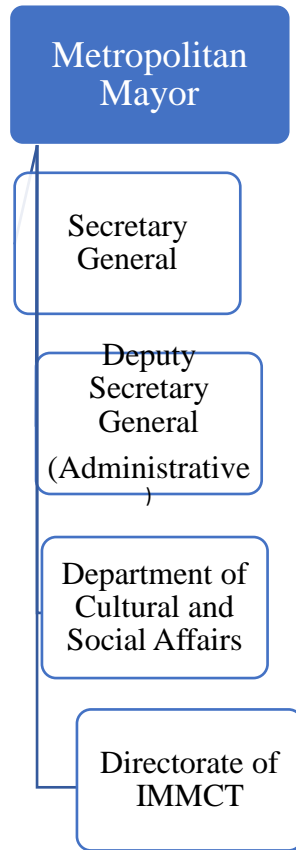 Metropolitan
Mayor
Secretary
General
Deputy
Secretary
General
(Administrative
)
Department of
Cultural and
Social Affairs
Directorate of
IMMCT